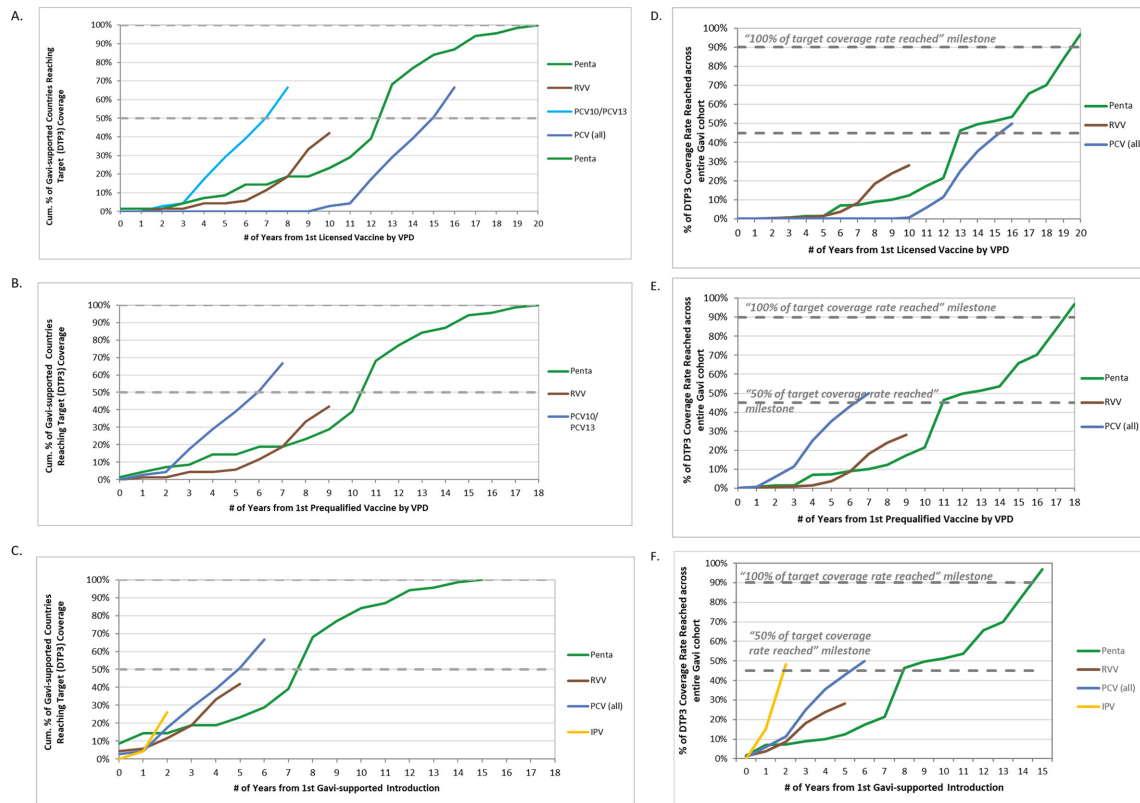 A.
Cum. % of Gavi-supported Countries Reaching
Target (DTP3) Coverage
100%
90%
80%
70%
60%
50%
40%
30%
20%
10%
0%
0 1 2 3 4 5 6 7 8 9 10 11 12 13 14 15 16 17 18 19 20
# of Years from 1st Licensed Vaccine by VPD
Penta
RVV
PCV10/PCV13
PCV (all)
Penta
B.
Cum. % of Gavi-supported Countries
Reaching Target (DTP3) Coverage
100%
90%
80%
70%
60%
50%
40%
30%
20%
10%
0%
0 1 2 3 4 5 6 7 8 9 10 11 12 13 14 15 16 17 18
# of Years from 1st Prequalified Vaccine by VPD
Penta
RVV
PCV10/
PCV13
C.
Cum. % of Gavi-supported Countries
Reaching Target (DTP3) Coverage
100%
90%
80%
70%
60%
50%
40%
30%
20%
10%
0%
0 1 2 3 4 5 6 7 8 9 10 11 12 13 14 15 16 17 18
# of Years from 1st Gavi-supported Introduction
Penta
RVV
PCV (all)
IPV
D.
% of DTP3 Coverage Rate Reached across
entire Gavi cohort
100%
90%
80%
70%
60%
50%
40%
30%
20%
10%
0%
"100% of target coverage rate reached" milestone
0 1 2 3 4 5 6 7 8 9 10 11 12 13 14 15 16 17 18 19 20
# of Years from 1st Licensed Vaccine by VPD
Penta
RVV
PCV (all)
E.
% of DTP3 Coverage Rate Reached across
entire Gavi cohort
100%
90%
80%
70%
60%
50%
40%
30%
20%
10%
0%
"100% of target coverage rate reached" milestone
"50% of target coverage rate reached"
milestone
0 1 2 3 4 5 6 7 8 9 10 11 12 13 14 15 16 17 18
# of Years from 1st Prequalified Vaccine by VPD
Penta
RVV
PCV (all)
F.
% of DTP3 Coverage Rate Reached across
entire Gavi cohort
100%
90%
80%
70%
60%
50%
40%
30%
20%
10%
0%
"100% of target coverage rate reached" milestone
"50% of target coverage
rate reached" milestone
0 1 2 3 4 5 6 7 8 9 10 11 12 13 14 15
# of Years from 1st Gavi-supported Introduction
Penta
RVV
PCV (all)
IPV